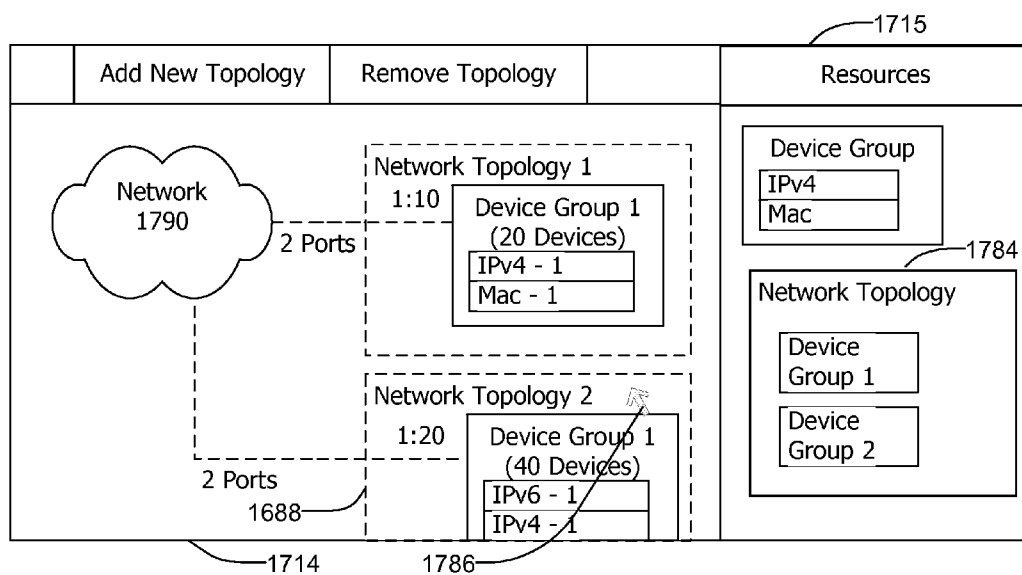 1715
Add New Topology
Remove Topology
Resources
Network
1790
2 Ports
Network Topology 1
1:10
Device Group 1
(20 Devices)
IPv4 - 1
Mac - 1
Device Group
IPv4
Mac
1784
Network Topology
Device
Group 1
Device
Group 2
Network Topology 2
1:20
Device Group 1
(40 Devices)
IPv6 - 1
IPv4 - 1
2 Ports
1688
1714
1786